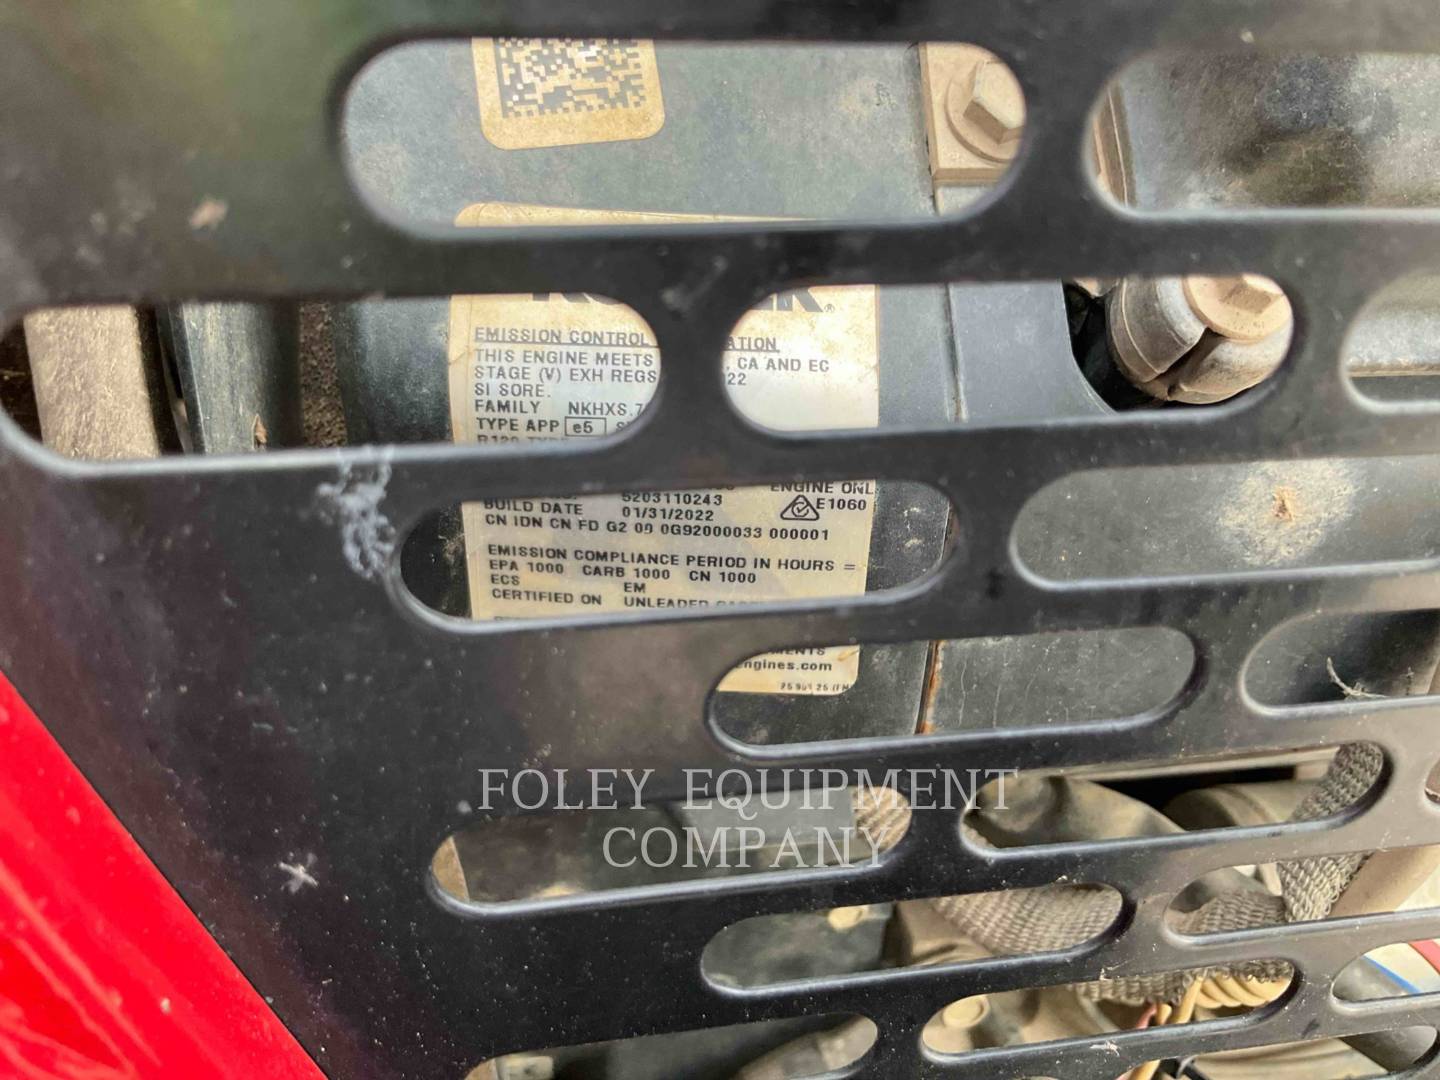 EMISSION CONTROL
THIS ENGINE MEETS , CA AND EC
STAGE (V) EXH REGS 22
SI SORE.
FAMILY NKHXS.7
TYPE APP e5
ENGINE ONL
5203110243
BUILD DATE 01/31/2022 E1060
CN IDN CN FD G2 00 0G92000033 000001
EMISSION COMPLIANCE PERIOD IN HOURS =
EPA 1000 CARB 1000 CN 1000
ECS EM
CERTIFIED ON UNLEADED
ngines.com
FOLEY EQUIPMENT
COMPANY